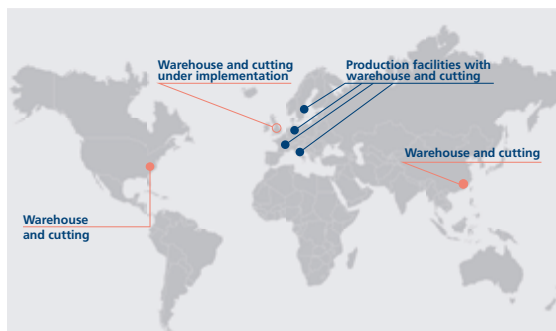 Warehouse and cutting
under implementation
Production facilities with
warehouse and cutting
Warehouse and cutting
Warehouse
and cutting